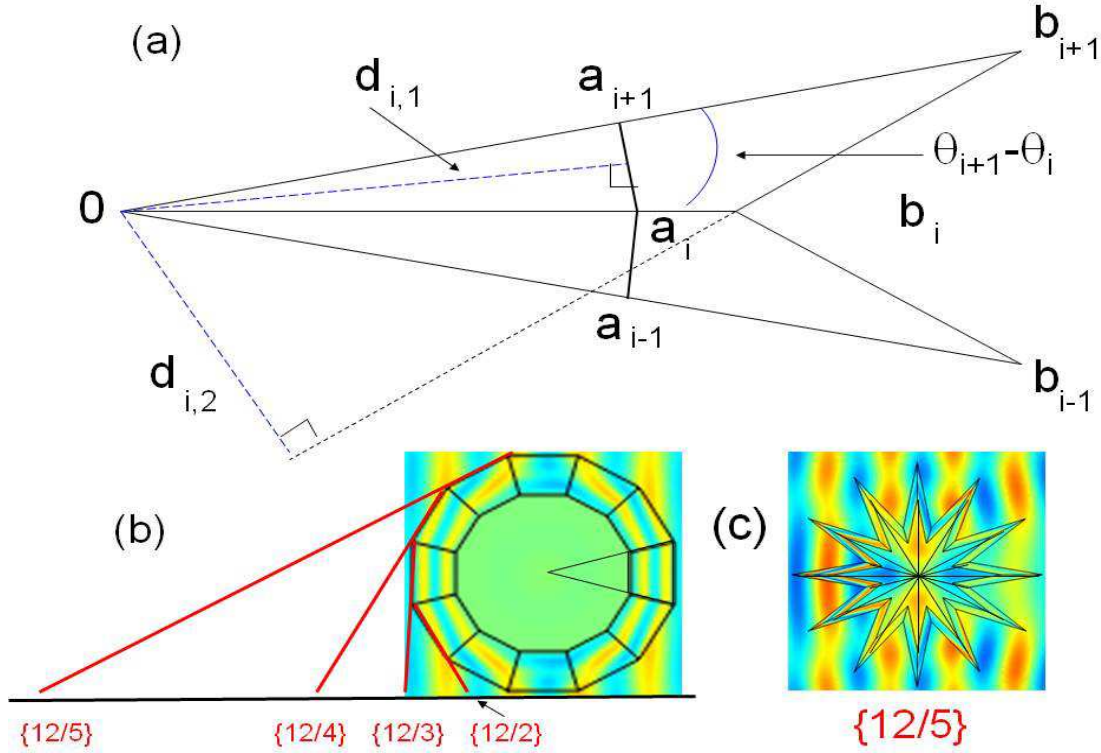 (a)
b i+1
d i,1
a i+1
θ i+1 -θ i
0
a i
b i
a i-1
d i,2
b i-1
(b)
(c)
{12/5}
{12/4}
{12/3}
{12/2}
{12/5}